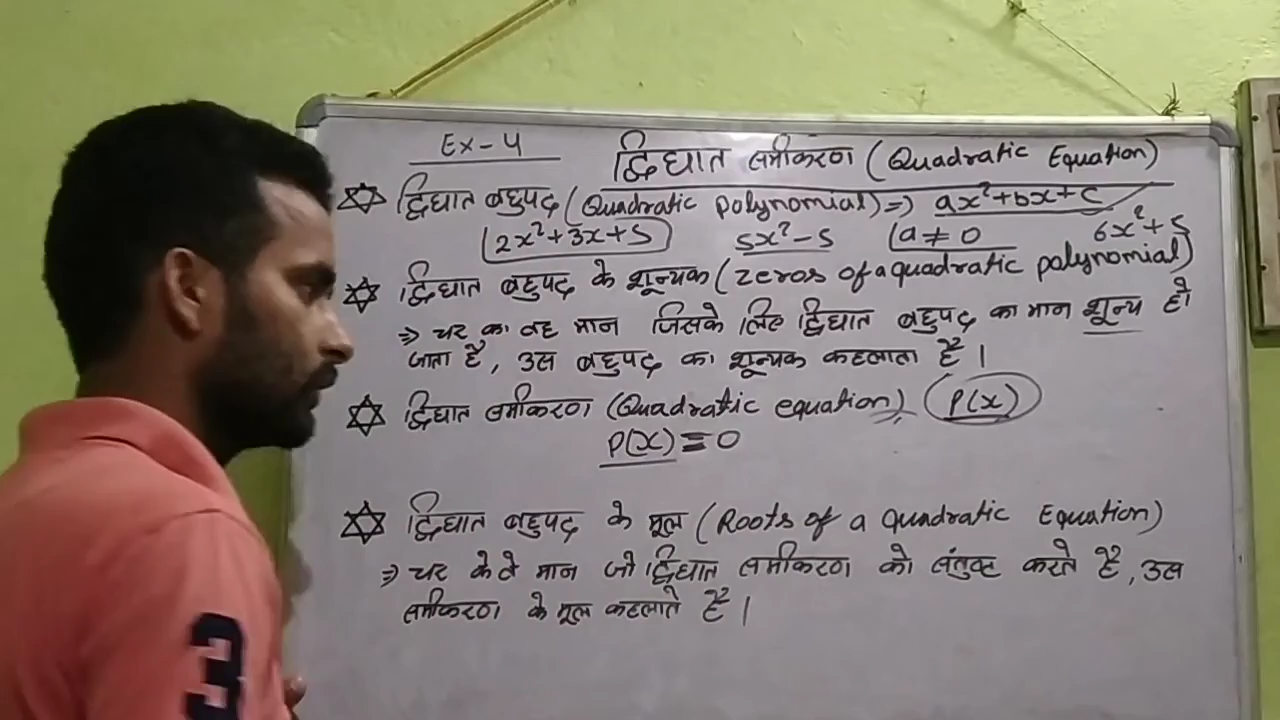 Ex-4
द्विघात समीकरण (Quadratic Equation)
द्विघात बहुपद (Quadratic polynomial) => ax²+bx+c
2x²+3x+5 5x²-5 (a ≠ 0 6x²+5
द्विघात बहुपद के शून्यक (zeros of a quadratic polynomial)
⇒ चर का वह मान जिसके लिए द्विघात बहुपद का मान शून्य हो
जाता है, उस बहुपद का शून्यक कहलाता है।
द्विघात समीकरण (Quadratic equation) P(x)
P(x) = 0
द्विघात बहुपद के मूल (Roots of a Quadratic Equation)
⇒ चर के वे मान जो द्विघात समीकरण को संतुष्ट करते है, उस
समीकरण के मूल कहलाते है।
3